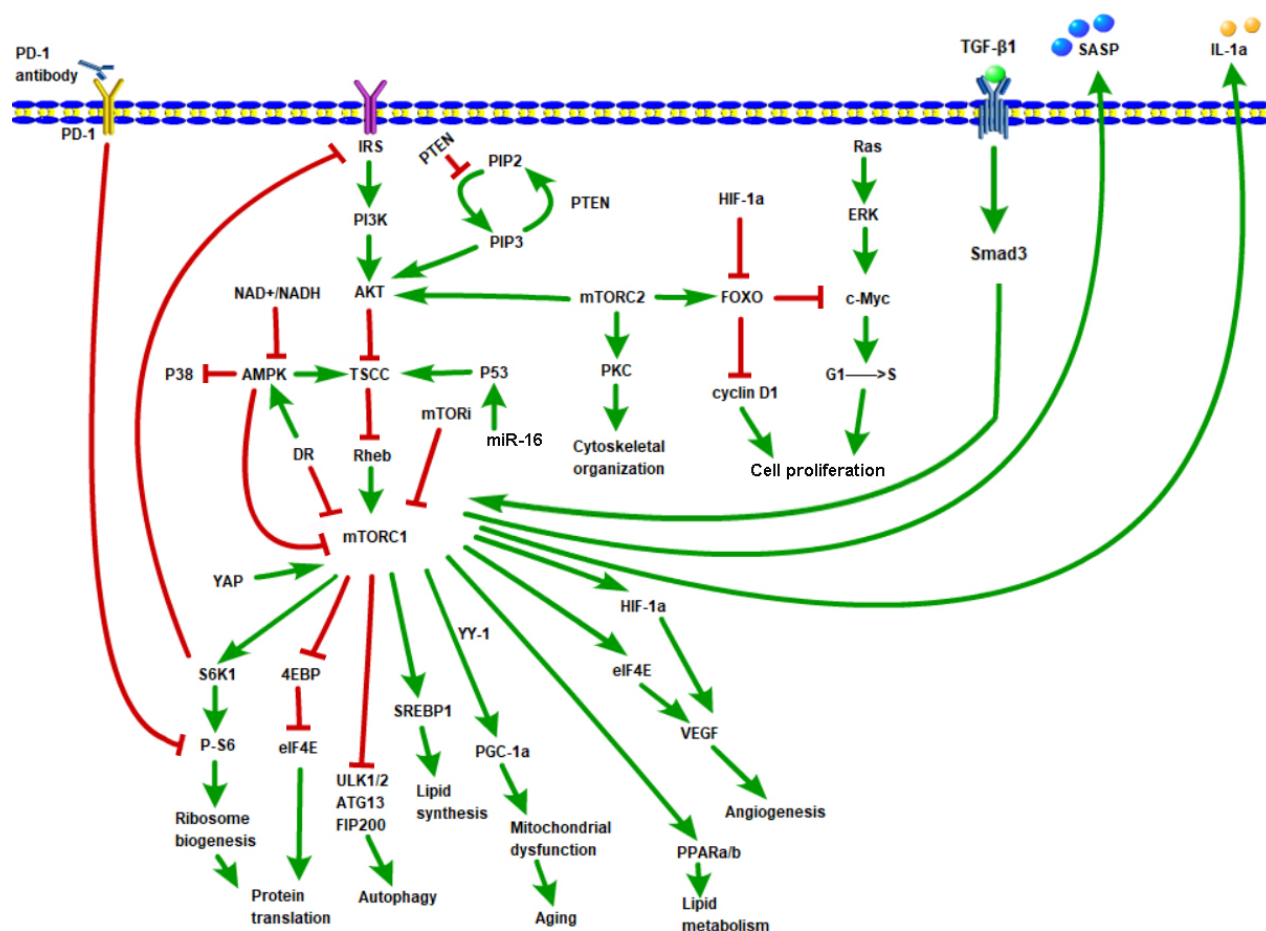 PD-1
antibody
PD-1
TGF-β1
SASP
IL-1a
IRS
PTEN
PIP2
PTEN
PIP3
PI3K
AKT
HIF-1a
Ras
ERK
Smad3
NAD+/NADH
mTORC2
FOXO
c-Myc
P38
AMPK
TSCC
P53
PKC
cyclin D1
G1——>S
mTORi
miR-16
DR
Rheb
Cytoskeletal
organization
Cell proliferation
mTORC1
YAP
HIF-1a
YY-1
S6K1
4EBP
eIF4E
SREBP1
VEGF
P-S6
eIF4E
PGC-1a
ULK1/2
ATG13
FIP200
Lipid
synthesis
Angiogenesis
Ribosome
biogenesis
Mitochondrial
dysfunction
PPARa/b
Protein
translation
Autophagy
Aging
Lipid
metabolism